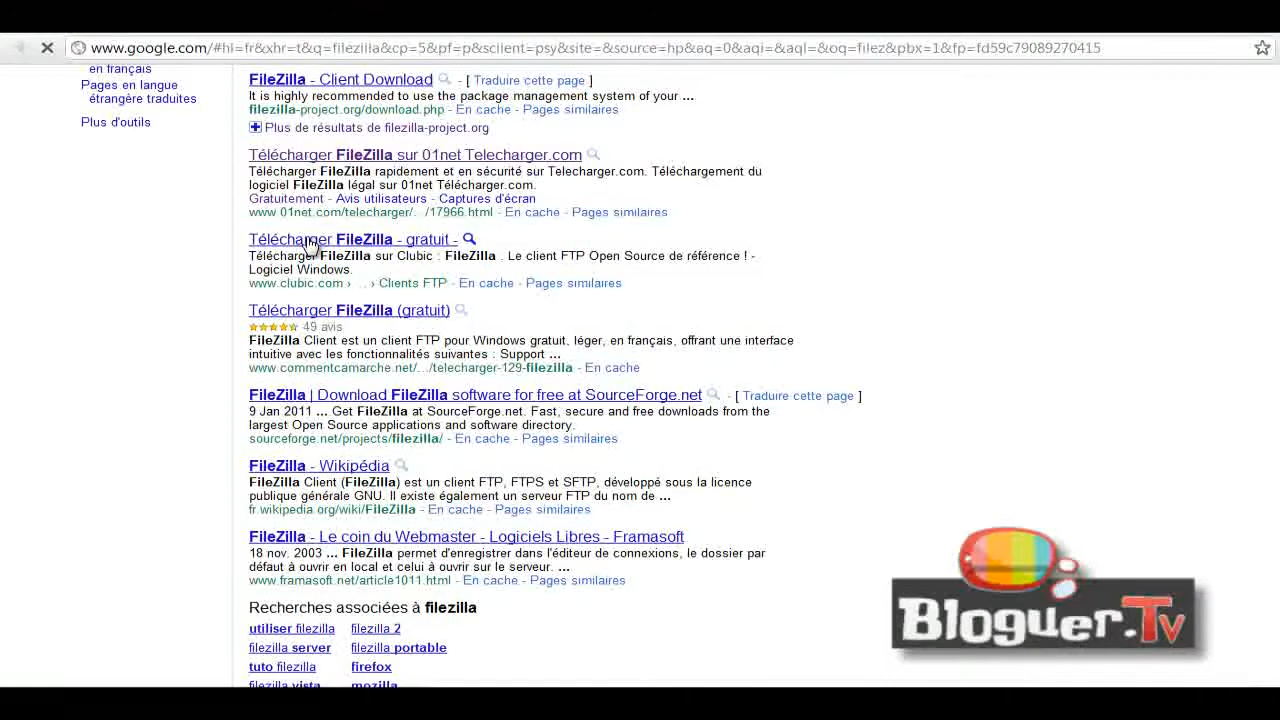 www.google.com/#hl=fr&xhr=t&q=filezilla&cp=5&pf=p&sclient=psy&site=&source=hp&aq=0&aqi=&aql=&oq=filez&pbx=1&fp=fd59c79089270415
en français
Pages en langue
étrangère traduites
Plus d'outils
FileZilla - Client Download - [ Traduire cette page ]
It is highly recommended to use the package management system of your ...
filezilla-project.org/download.php - En cache - Pages similaires
Plus de résultats de filezilla-project.org
Télécharger FileZilla sur 01net Telecharger.com
Télécharger FileZilla rapidement et en sécurité sur Telecharger.com. Téléchargement du
logiciel FileZilla légal sur 01net Télécharger.com.
Gratuitement - Avis utilisateurs - Captures d'écran
www.01net.com/telecharger/.../17966.html - En cache - Pages similaires
Télécharger FileZilla - gratuit -
Télécharger FileZilla sur Clubic : FileZilla . Le client FTP Open Source de référence ! -
Logiciel Windows.
www.clubic.com › ... › Clients FTP - En cache - Pages similaires
Télécharger FileZilla (gratuit)
49 avis
FileZilla Client est un client FTP pour Windows gratuit, léger, en français, offrant une interface
intuitive avec les fonctionnalités suivantes : Support ...
www.commentcamarche.net/.../telecharger-129-filezilla - En cache
FileZilla | Download FileZilla software for free at SourceForge.net - [ Traduire cette page ]
9 Jan 2011 ... Get FileZilla at SourceForge.net. Fast, secure and free downloads from the
largest Open Source applications and software directory.
sourceforge.net/projects/filezilla/ - En cache - Pages similaires
FileZilla - Wikipédia
FileZilla Client (FileZilla) est un client FTP, FTPS et SFTP, développé sous la licence
publique générale GNU. Il existe également un serveur FTP du nom de ...
fr.wikipedia.org/wiki/FileZilla - En cache - Pages similaires
FileZilla - Le coin du Webmaster - Logiciels Libres - Framasoft
18 nov. 2003 ... FileZilla permet d'enregistrer dans l'éditeur de connexions, le dossier par
défaut à ouvrir en local et celui à ouvrir sur le serveur. ...
www.framasoft.net/article1011.html - En cache - Pages similaires
Recherches associées à filezilla
utiliser filezilla filezilla 2
filezilla server filezilla portable
tuto filezilla firefox
filezilla vista mozilla
Bloguer.Tv